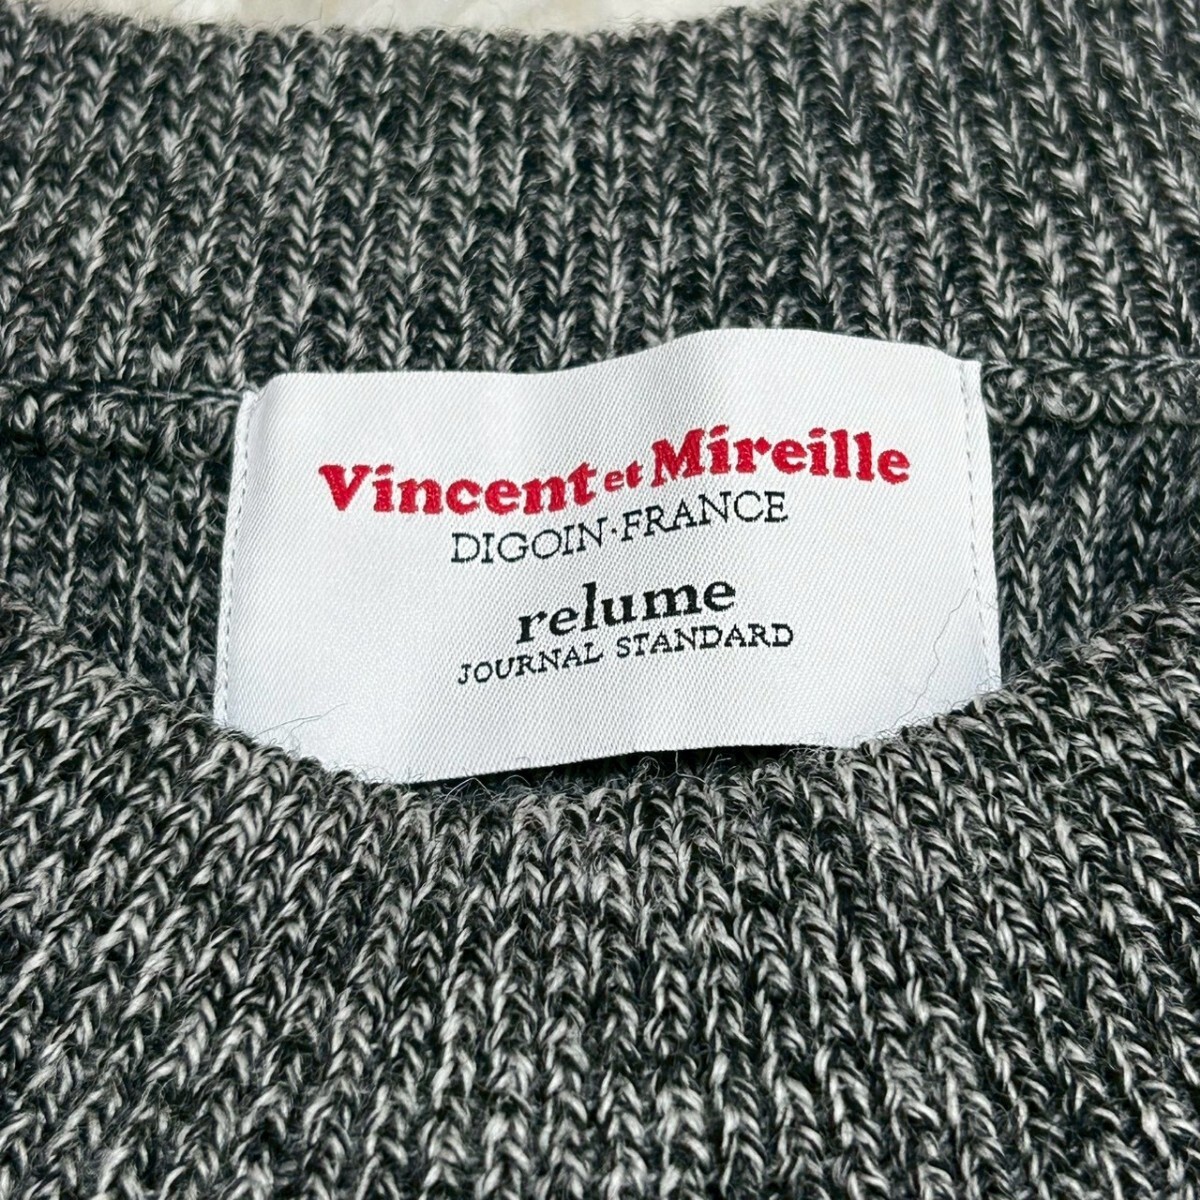 Vincent et Mireille
DIGOIN·FRANCE
relume
JOURNAL STANDARD